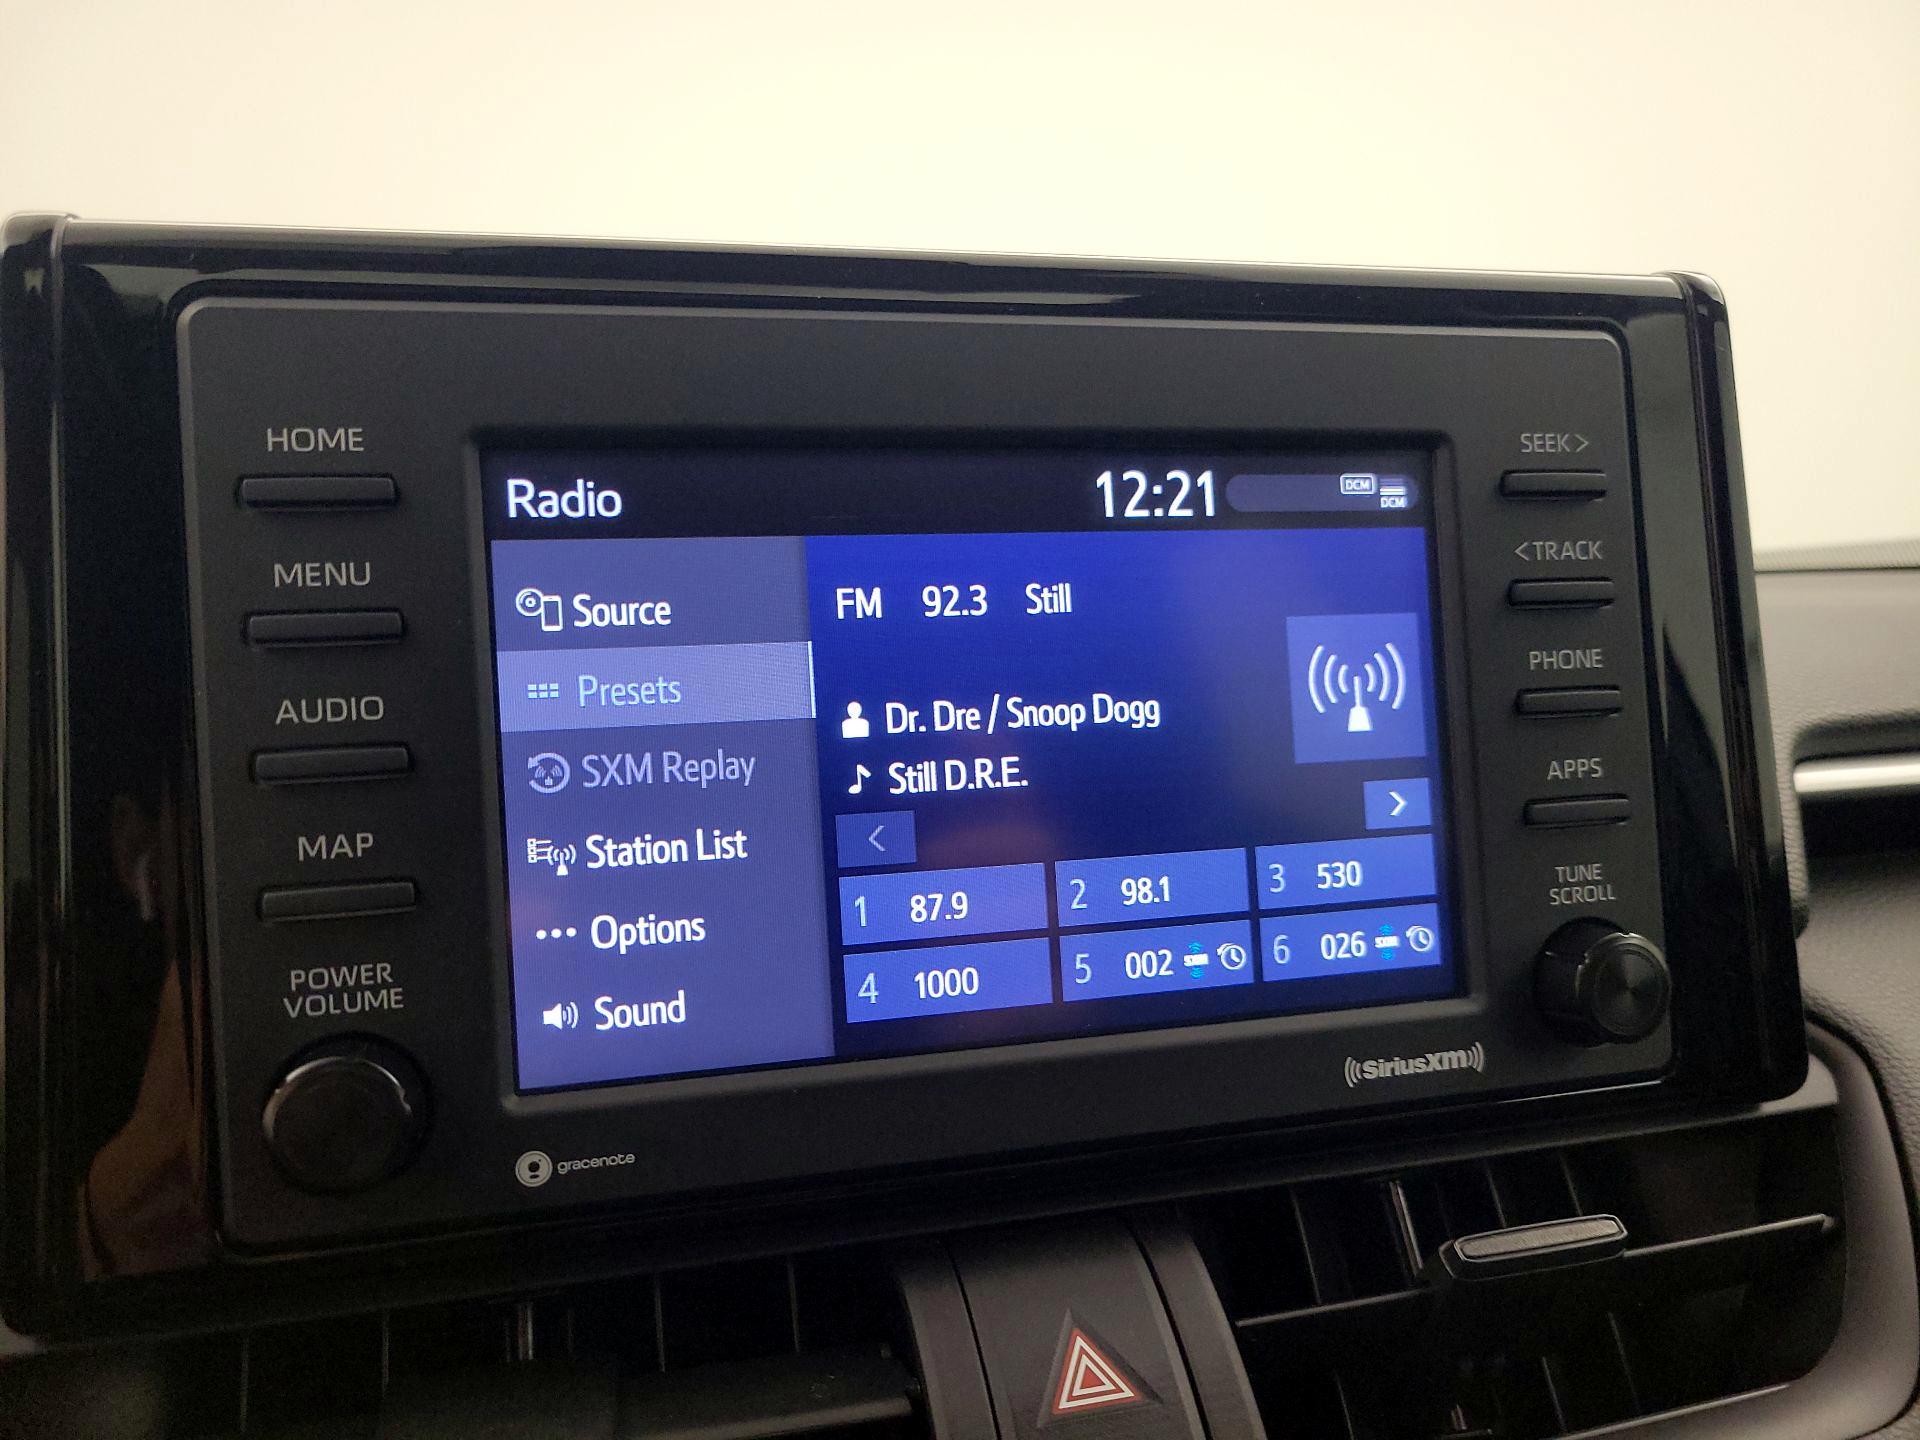 HOME
MENU
AUDIO
MAP
POWER
VOLUME
Radio
12:21
DCM
DCM
Source
Presets
SXM Replay
Station List
Options
Sound
FM 92.3 Still
Dr. Dre / Snoop Dogg
Still D.R.E.
1 87.9
2 98.1
3 530
4 1000
5 002 SXM
6 026 SXM
SEEK >
< TRACK
PHONE
APPS
TUNE
SCROLL
gracenote
SiriusXM